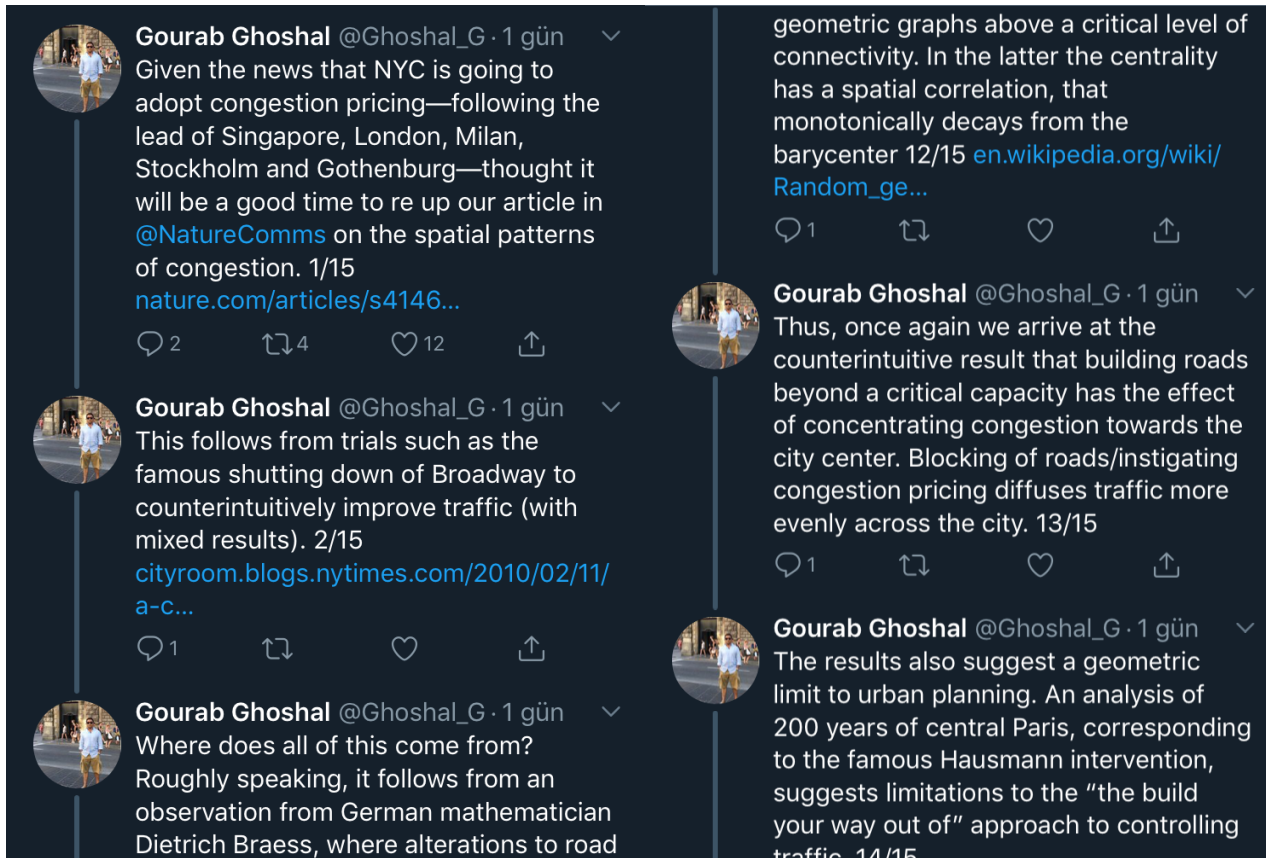 Gourab Ghoshal @Ghoshal_G · 1 gün
Given the news that NYC is going to
adopt congestion pricing—following the
lead of Singapore, London, Milan,
Stockholm and Gothenburg—thought it
will be a good time to re up our article in
@NatureComms on the spatial patterns
of congestion. 1/15
nature.com/articles/s4146...
2 4 12
Gourab Ghoshal @Ghoshal_G · 1 gün
This follows from trials such as the
famous shutting down of Broadway to
counterintuitively improve traffic (with
mixed results). 2/15
cityroom.blogs.nytimes.com/2010/02/11/
a-c...
1
Gourab Ghoshal @Ghoshal_G · 1 gün
Where does all of this come from?
Roughly speaking, it follows from an
observation from German mathematician
Dietrich Braess, where alterations to road
geometric graphs above a critical level of
connectivity. In the latter the centrality
has a spatial correlation, that
monotonically decays from the
barycenter 12/15 en.wikipedia.org/wiki/
Random_ge...
1
Gourab Ghoshal @Ghoshal_G · 1 gün
Thus, once again we arrive at the
counterintuitive result that building roads
beyond a critical capacity has the effect
of concentrating congestion towards the
city center. Blocking of roads/instigating
congestion pricing diffuses traffic more
evenly across the city. 13/15
1
Gourab Ghoshal @Ghoshal_G · 1 gün
The results also suggest a geometric
limit to urban planning. An analysis of
200 years of central Paris, corresponding
to the famous Hausmann intervention,
suggests limitations to the “the build
your way out of” approach to controlling
traffic. 14/15